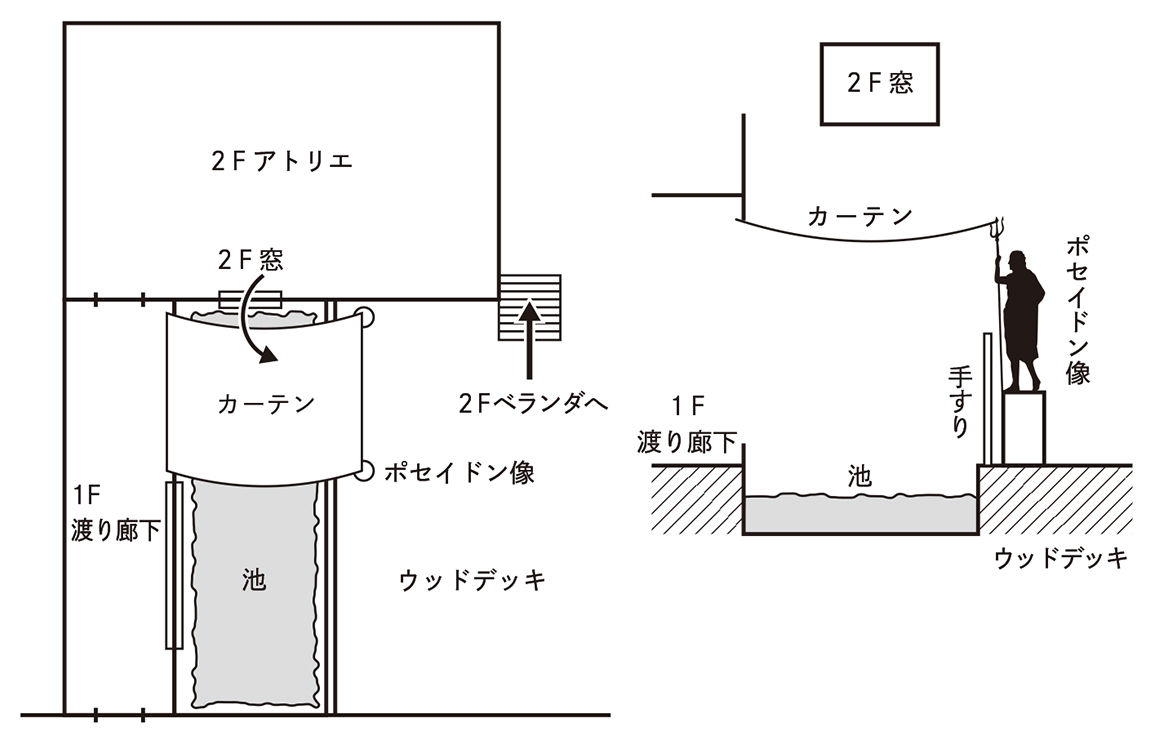 2Fアトリエ
2F窓
カーテン
2Fベランダへ
ポセイドン像
1F
渡り廊下
池
ウッドデッキ
2F窓
カーテン
ポセイドン像
手すり
1F
渡り廊下
池
ウッドデッキ